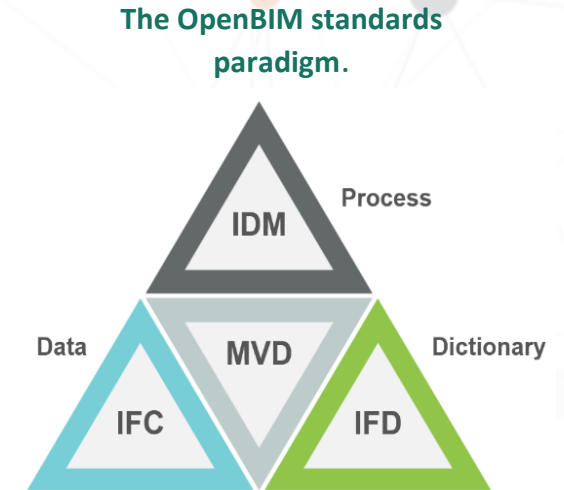 The OpenBIM standards
paradigm.
IDM
Process
Data
MVD
Dictionary
IFC
IFD